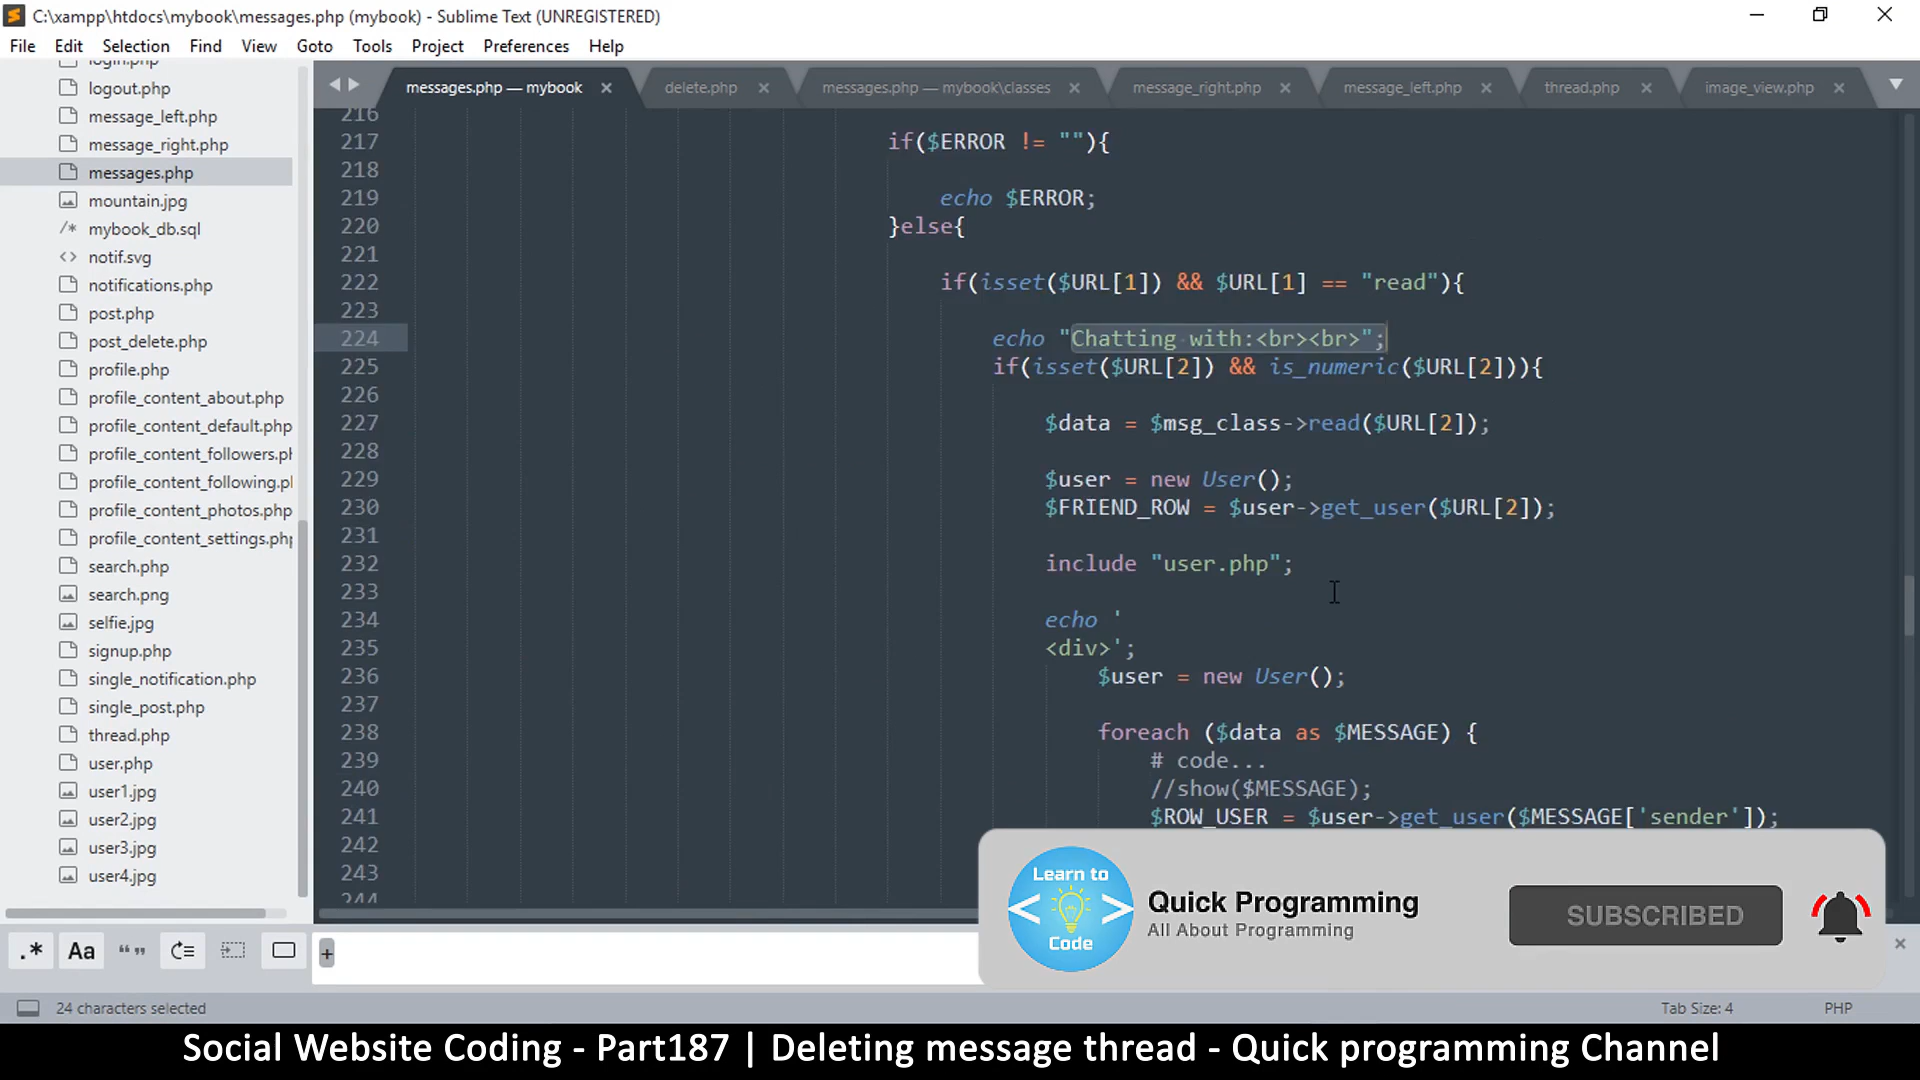 C:\xampp\htdocs\mybook\messages.php (mybook) - Sublime Text (UNREGISTERED)
File Edit Selection Find View Goto Tools Project Preferences Help
login.php
logout.php
message_left.php
message_right.php
messages.php
mountain.jpg
/* mybook_db.sql
<> notif.svg
notifications.php
post.php
post_delete.php
profile.php
profile_content_about.php
profile_content_default.php
profile_content_followers.ph
profile_content_following.pl
profile_content_photos.php
profile_content_settings.php
search.php
search.png
selfie.jpg
signup.php
single_notification.php
single_post.php
thread.php
user.php
user1.jpg
user2.jpg
user3.jpg
user4.jpg
messages.php — mybook × delete.php × messages.php — mybook\classes × message_right.php × message_left.php × thread.php × image_view.php ×
216
217 if($ERROR != ""){
218
219 echo $ERROR;
220 }else{
221
222 if(isset($URL[1]) && $URL[1] == "read"){
223
224 echo "Chatting with:<br><br>";
225 if(isset($URL[2]) && is_numeric($URL[2])){
226
227 $data = $msg_class->read($URL[2]);
228
229 $user = new User();
230 $FRIEND_ROW = $user->get_user($URL[2]);
231
232 include "user.php";
233
234 echo '
235 <div>';
236 $user = new User();
237
238 foreach ($data as $MESSAGE) {
239 # code...
240 //show($MESSAGE);
241 $ROW_USER = $user->get_user($MESSAGE['sender']);
242
243
244
Learn to
< >
Code
Quick Programming
All About Programming
SUBSCRIBED
.* Aa “” +
24 characters selected
Tab Size: 4 PHP
Social Website Coding - Part187 | Deleting message thread - Quick programming Channel